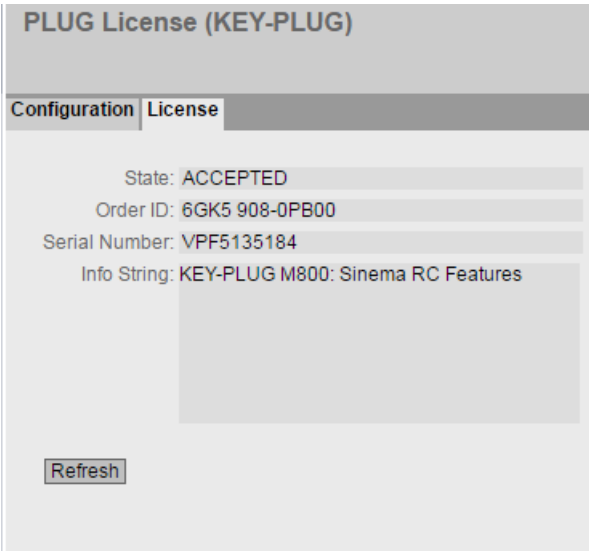 PLUG License (KEY-PLUG)
Configuration License
State: ACCEPTED
Order ID: 6GK5 908-0PB00
Serial Number: VPF5135184
Info String: KEY-PLUG M800: Sinema RC Features
Refresh